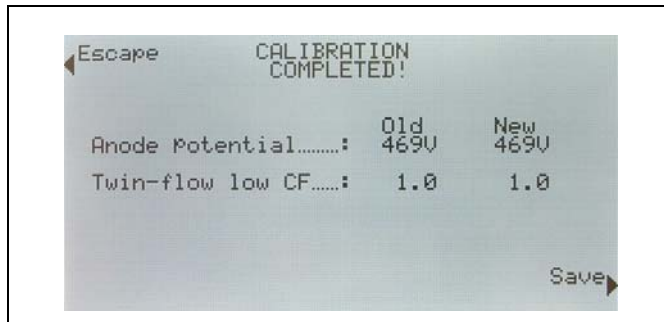 Escape CALIBRATION
COMPLETED!
Old New
Anode Potential........: 469V 469V
Twin-flow low CF.....: 1.0 1.0
Save